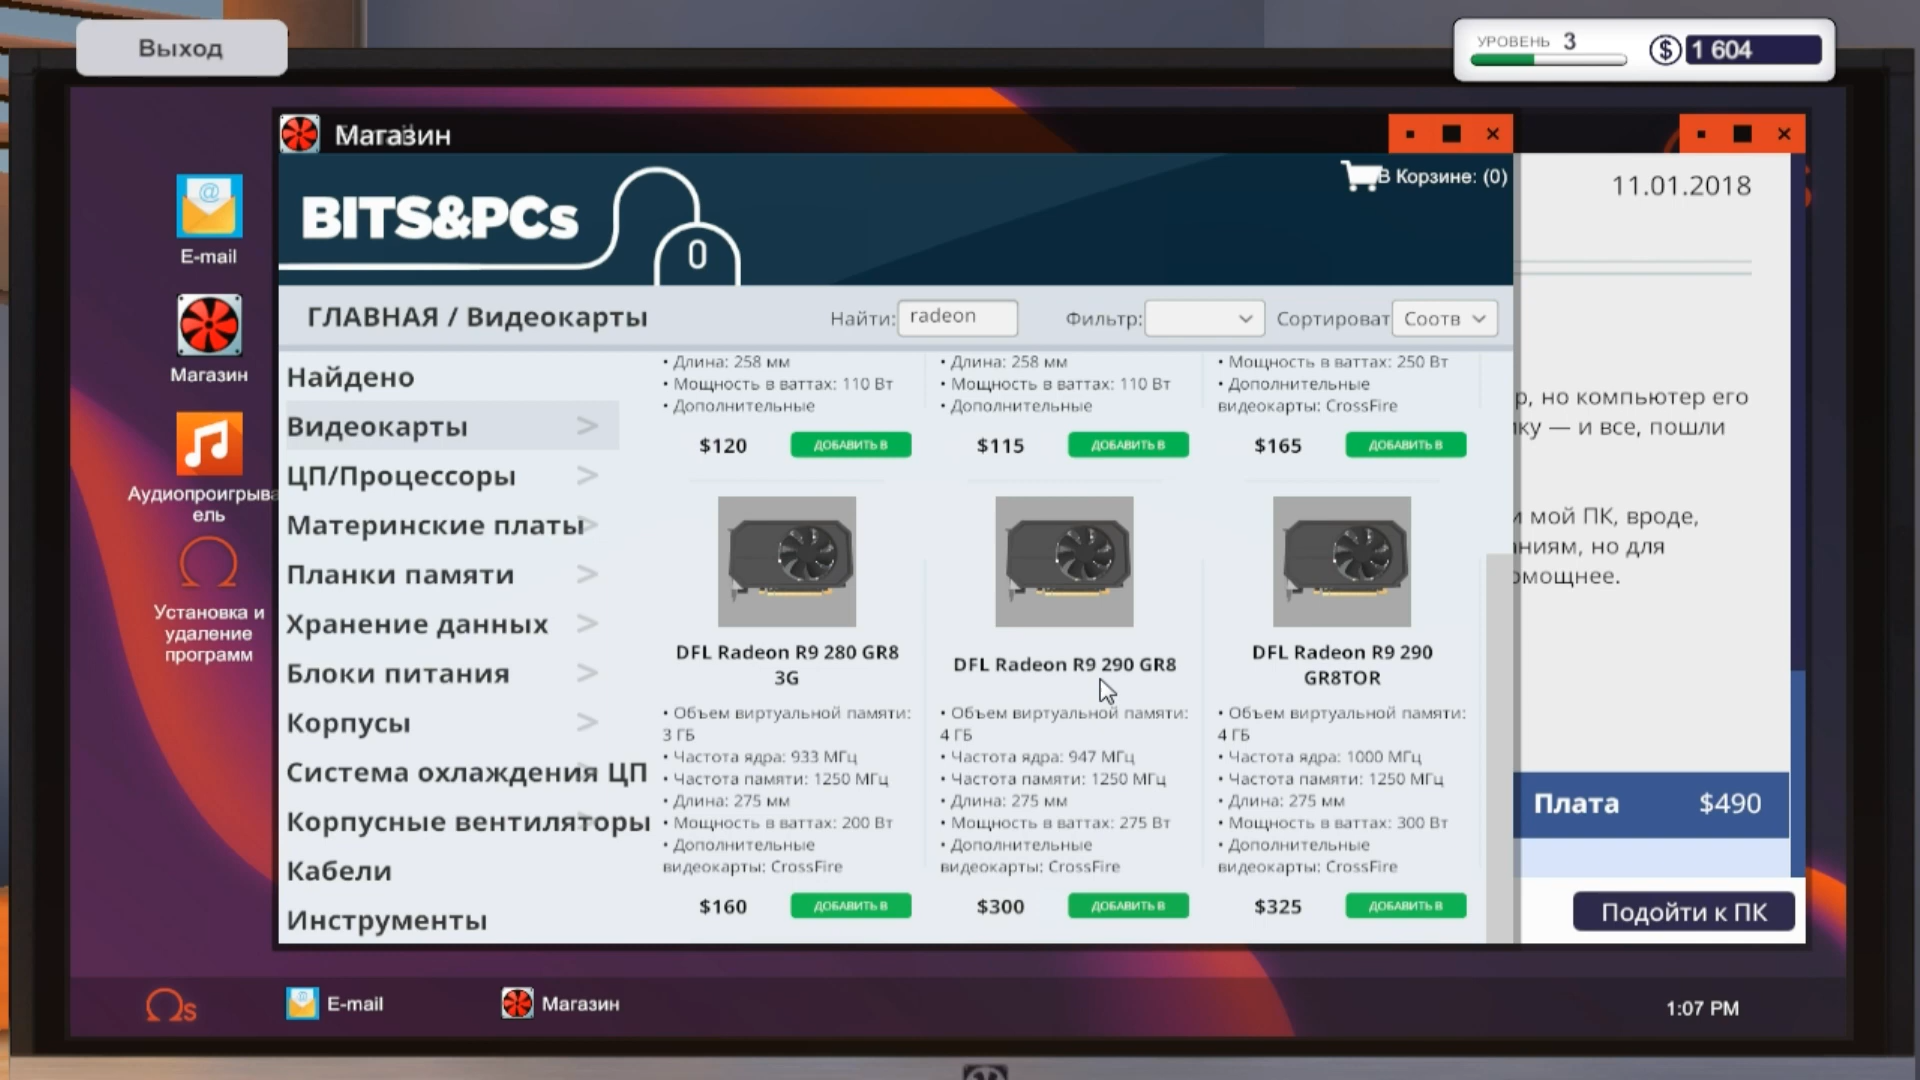 Выход
УРОВЕНЬ 3
$ 1 604
Магазин
BITS&PCs
В Корзине: (0)
11.01.2018
E-mail
Магазин
Аудиопроигрыва
ель
Установка и
удаление
программ
ГЛАВНАЯ / Видеокарты
Найти: radeon
Фильтр:
Сортироват Соотв
Найдено
Видеокарты >
ЦП/Процессоры >
Материнские платы >
Планки памяти >
Хранение данных >
Блоки питания >
Корпусы >
Система охлаждения ЦП
Корпусные вентиляторы
Кабели
Инструменты
• Длина: 258 мм
• Мощность в ваттах: 110 Вт
• Дополнительные
$120 ДОБАВИТЬ В
• Длина: 258 мм
• Мощность в ваттах: 110 Вт
• Дополнительные
$115 ДОБАВИТЬ В
• Мощность в ваттах: 250 Вт
• Дополнительные
видеокарты: CrossFire
$165 ДОБАВИТЬ В
DFL Radeon R9 280 GR8
3G
• Объем виртуальной памяти:
3 ГБ
• Частота ядра: 933 МГц
• Частота памяти: 1250 МГц
• Длина: 275 мм
• Мощность в ваттах: 200 Вт
• Дополнительные
видеокарты: CrossFire
$160 ДОБАВИТЬ В
DFL Radeon R9 290 GR8
• Объем виртуальной памяти:
4 ГБ
• Частота ядра: 947 МГц
• Частота памяти: 1250 МГц
• Длина: 275 мм
• Мощность в ваттах: 275 Вт
• Дополнительные
видеокарты: CrossFire
$300 ДОБАВИТЬ В
DFL Radeon R9 290
GR8TOR
• Объем виртуальной памяти:
4 ГБ
• Частота ядра: 1000 МГц
• Частота памяти: 1250 МГц
• Длина: 275 мм
• Мощность в ваттах: 300 Вт
• Дополнительные
видеокарты: CrossFire
$325 ДОБАВИТЬ В
р, но компьютер его
ку — и все, пошли
и мой ПК, вроде,
ниям, но для
омощнее.
Плата $490
Подойти к ПК
Ωs
E-mail
Магазин
1:07 PM